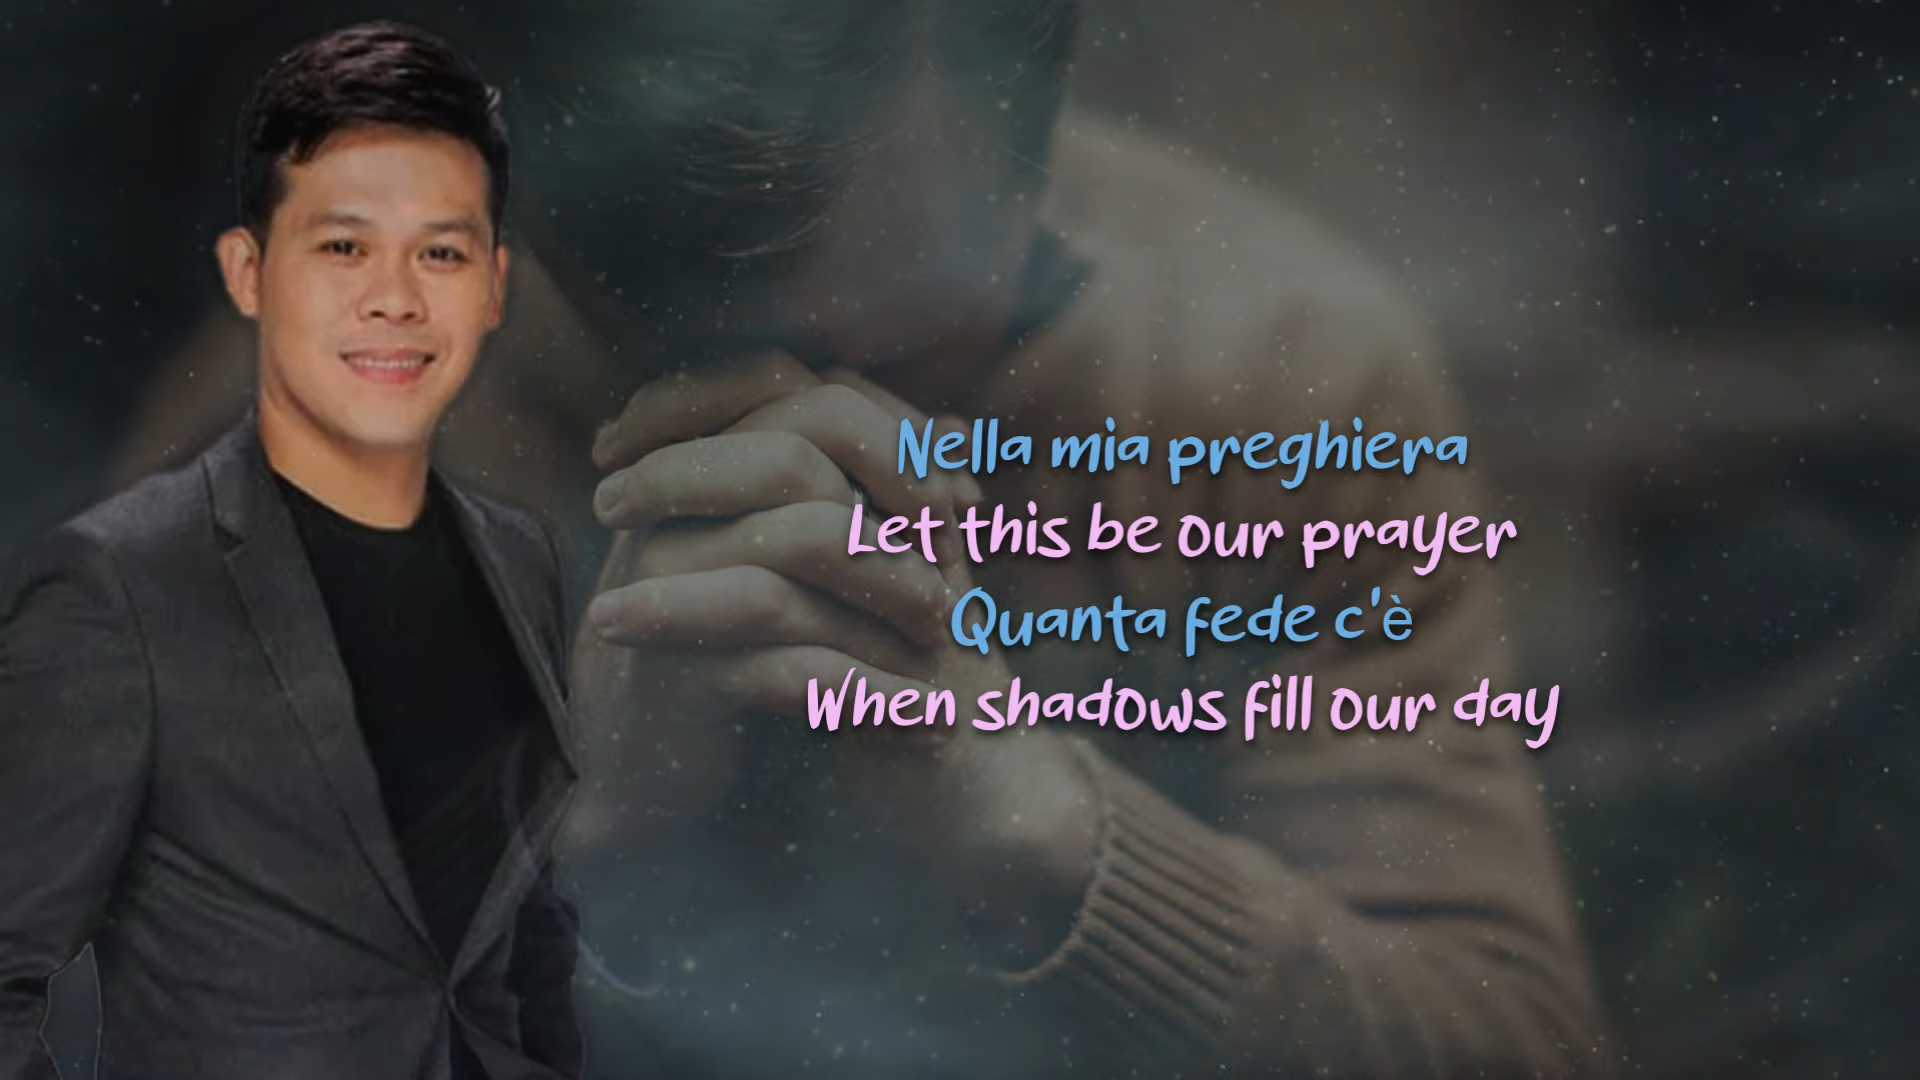 Nella mia preghiera
Let this be our prayer
Quanta fede c'è
When shadows fill our day